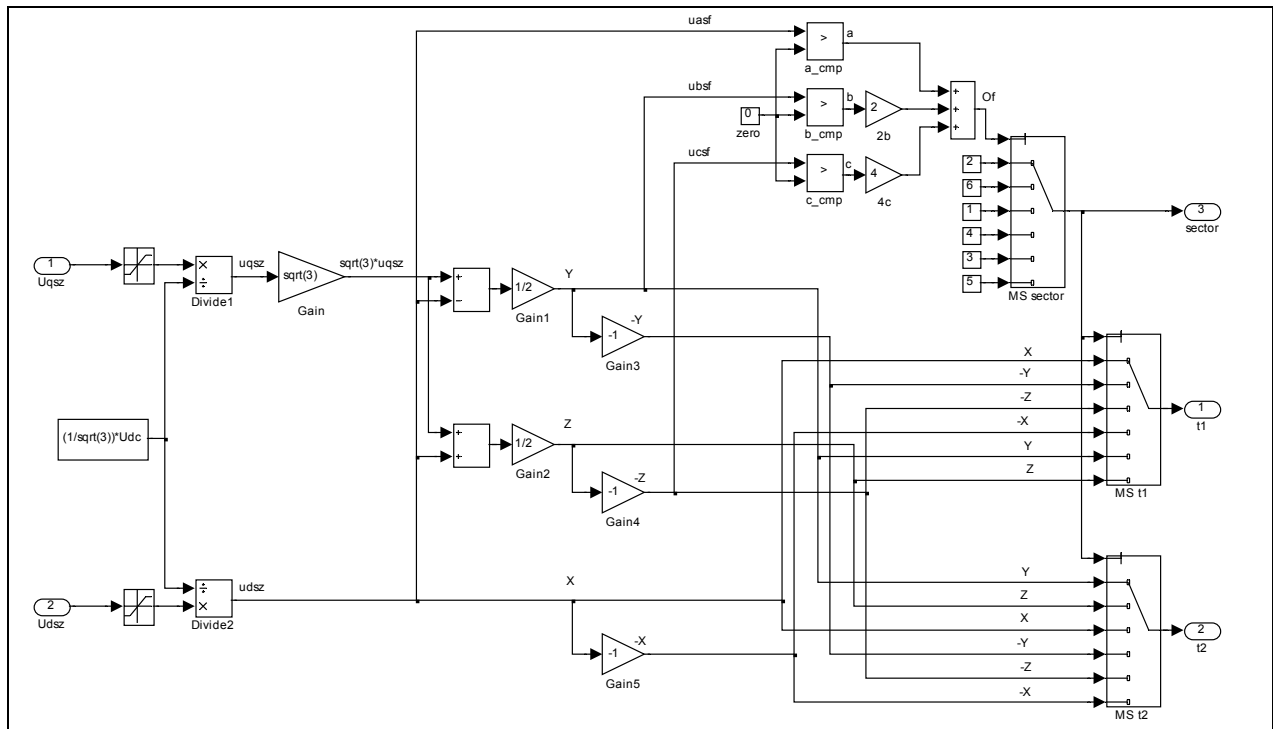 uasf
>
a
a_cmp
ubsf
>
b
2
b_cmp
2b
0
zero
ucsf
>
c
4
c_cmp
4c
+
+
+
Of
2
6
1
4
3
5
MS sector
3
sector
1
Uqsz
×
÷
Divide1
uqsz
sqrt(3)
Gain
sqrt(3)*uqsz
+
−
1/2
Gain1
Y
-1
-Y
Gain3
(1/sqrt(3))*Udc
+
+
1/2
Gain2
Z
-1
-Z
Gain4
X
-Y
-Z
-X
Y
Z
MS t1
1
t1
2
Udsz
÷
×
Divide2
udsz
X
-1
-X
Gain5
Y
Z
X
-Y
-Z
-X
MS t2
2
t2